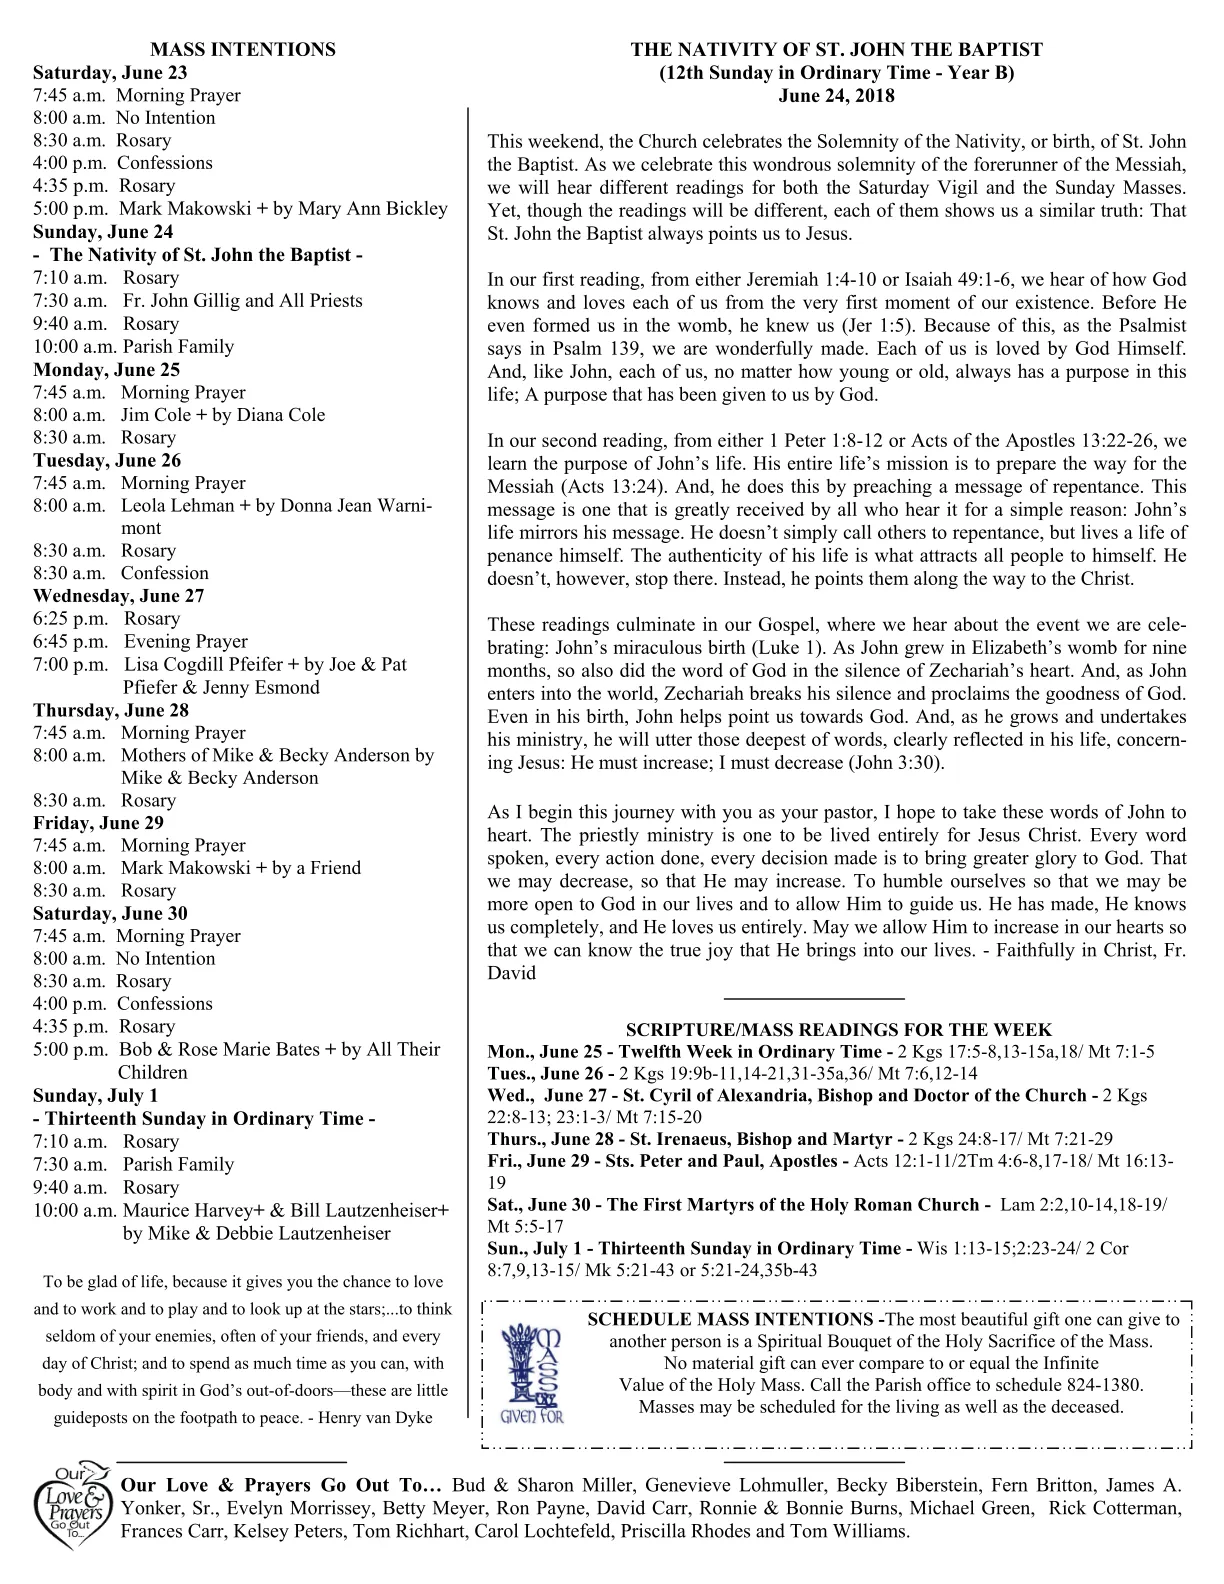 MASS INTENTIONS
Saturday, June 23
7:45 a.m. Morning Prayer
8:00 a.m. No Intention
8:30 a.m. Rosary
4:00 p.m. Confessions
4:35 p.m. Rosary
5:00 p.m. Mark Makowski + by Mary Ann Bickley
Sunday, June 24
- The Nativity of St. John the Baptist -
7:10 a.m. Rosary
7:30 a.m. Fr. John Gillig and All Priests
9:40 a.m. Rosary
10:00 a.m. Parish Family
Monday, June 25
7:45 a.m. Morning Prayer
8:00 a.m. Jim Cole + by Diana Cole
8:30 a.m. Rosary
Tuesday, June 26
7:45 a.m. Morning Prayer
8:00 a.m. Leola Lehman + by Donna Jean Warni-
mont
8:30 a.m. Rosary
8:30 a.m. Confession
Wednesday, June 27
6:25 p.m. Rosary
6:45 p.m. Evening Prayer
7:00 p.m. Lisa Cogdill Pfeifer + by Joe & Pat
Pfiefer & Jenny Esmond
Thursday, June 28
7:45 a.m. Morning Prayer
8:00 a.m. Mothers of Mike & Becky Anderson by
Mike & Becky Anderson
8:30 a.m. Rosary
Friday, June 29
7:45 a.m. Morning Prayer
8:00 a.m. Mark Makowski + by a Friend
8:30 a.m. Rosary
Saturday, June 30
7:45 a.m. Morning Prayer
8:00 a.m. No Intention
8:30 a.m. Rosary
4:00 p.m. Confessions
4:35 p.m. Rosary
5:00 p.m. Bob & Rose Marie Bates + by All Their
Children
Sunday, July 1
- Thirteenth Sunday in Ordinary Time -
7:10 a.m. Rosary
7:30 a.m. Parish Family
9:40 a.m. Rosary
10:00 a.m. Maurice Harvey+ & Bill Lautzenheiser+
by Mike & Debbie Lautzenheiser
To be glad of life, because it gives you the chance to love
and to work and to play and to look up at the stars;...to think
seldom of your enemies, often of your friends, and every
day of Christ; and to spend as much time as you can, with
body and with spirit in God's out-of-doors—these are little
guideposts on the footpath to peace. - Henry van Dyke
THE NATIVITY OF ST. JOHN THE BAPTIST
(12th Sunday in Ordinary Time - Year B)
June 24, 2018
This weekend, the Church celebrates the Solemnity of the Nativity, or birth, of St. John
the Baptist. As we celebrate this wondrous solemnity of the forerunner of the Messiah,
we will hear different readings for both the Saturday Vigil and the Sunday Masses.
Yet, though the readings will be different, each of them shows us a similar truth: That
St. John the Baptist always points us to Jesus.
In our first reading, from either Jeremiah 1:4-10 or Isaiah 49:1-6, we hear of how God
knows and loves each of us from the very first moment of our existence. Before He
even formed us in the womb, he knew us (Jer 1:5). Because of this, as the Psalmist
says in Psalm 139, we are wonderfully made. Each of us is loved by God Himself.
And, like John, each of us, no matter how young or old, always has a purpose in this
life; A purpose that has been given to us by God.
In our second reading, from either 1 Peter 1:8-12 or Acts of the Apostles 13:22-26, we
learn the purpose of John's life. His entire life's mission is to prepare the way for the
Messiah (Acts 13:24). And, he does this by preaching a message of repentance. This
message is one that is greatly received by all who hear it for a simple reason: John's
life mirrors his message. He doesn't simply call others to repentance, but lives a life of
penance himself. The authenticity of his life is what attracts all people to himself. He
doesn't, however, stop there. Instead, he points them along the way to the Christ.
These readings culminate in our Gospel, where we hear about the event we are cele-
brating: John's miraculous birth (Luke 1). As John grew in Elizabeth's womb for nine
months, so also did the word of God in the silence of Zechariah's heart. And, as John
enters into the world, Zechariah breaks his silence and proclaims the goodness of God.
Even in his birth, John helps point us towards God. And, as he grows and undertakes
his ministry, he will utter those deepest of words, clearly reflected in his life, concern-
ing Jesus: He must increase; I must decrease (John 3:30).
As I begin this journey with you as your pastor, I hope to take these words of John to
heart. The priestly ministry is one to be lived entirely for Jesus Christ. Every word
spoken, every action done, every decision made is to bring greater glory to God. That
we may decrease, so that He may increase. To humble ourselves so that we may be
more open to God in our lives and to allow Him to guide us. He has made, He knows
us completely, and He loves us entirely. May we allow Him to increase in our hearts so
that we can know the true joy that He brings into our lives. - Faithfully in Christ, Fr.
David
SCRIPTURE/MASS READINGS FOR THE WEEK
Mon., June 25 - Twelfth Week in Ordinary Time - 2 Kgs 17:5-8,13-15a,18/ Mt 7:1-5
Tues., June 26 - 2 Kgs 19:9b-11,14-21,31-35a,36/ Mt 7:6,12-14
Wed., June 27 - St. Cyril of Alexandria, Bishop and Doctor of the Church - 2 Kgs
22:8-13; 23:1-3/ Mt 7:15-20
Thurs., June 28 - St. Irenaeus, Bishop and Martyr - 2 Kgs 24:8-17/ Mt 7:21-29
Fri., June 29 - Sts. Peter and Paul, Apostles - Acts 12:1-11/2Tm 4:6-8,17-18/ Mt 16:13-
19
Sat., June 30 - The First Martyrs of the Holy Roman Church - Lam 2:2,10-14,18-19/
Mt 5:5-17
Sun., July 1 - Thirteenth Sunday in Ordinary Time - Wis 1:13-15;2:23-24/ 2 Cor
8:7,9,13-15/ Mk 5:21-43 or 5:21-24,35b-43
MASS
GIVEN FOR
SCHEDULE MASS INTENTIONS -The most beautiful gift one can give to
another person is a Spiritual Bouquet of the Holy Sacrifice of the Mass.
No material gift can ever compare to or equal the Infinite
Value of the Holy Mass. Call the Parish office to schedule 824-1380.
Masses may be scheduled for the living as well as the deceased.
Our
Love &
Prayers
Go Out
To...
Our Love & Prayers Go Out To… Bud & Sharon Miller, Genevieve Lohmuller, Becky Biberstein, Fern Britton, James A.
Yonker, Sr., Evelyn Morrissey, Betty Meyer, Ron Payne, David Carr, Ronnie & Bonnie Burns, Michael Green, Rick Cotterman,
Frances Carr, Kelsey Peters, Tom Richhart, Carol Lochtefeld, Priscilla Rhodes and Tom Williams.